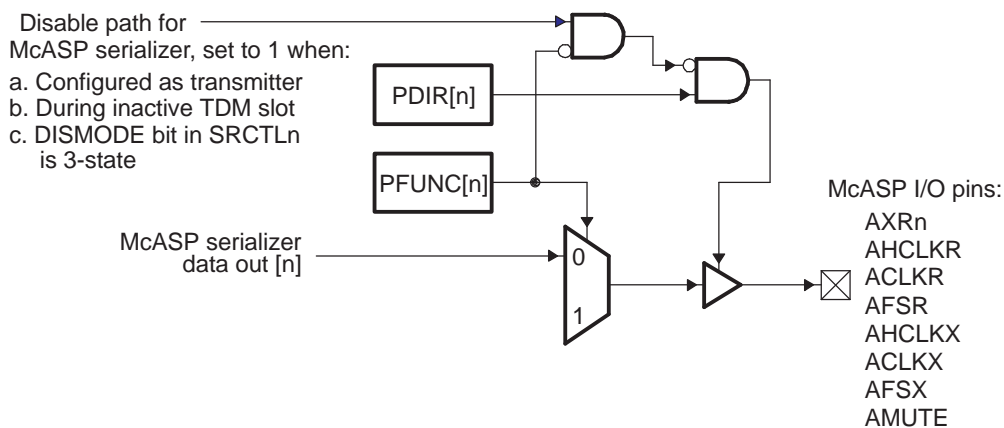 Disable path for
McASP serializer, set to 1 when:
a. Configured as transmitter
b. During inactive TDM slot
c. DISMODE bit in SRCTLn
is 3-state
PDIR[n]
PFUNC[n]
McASP serializer
data out [n]
0
1
McASP I/O pins:
AXRn
AHCLKR
ACLKR
AFSR
AHCLKX
ACLKX
AFSX
AMUTE